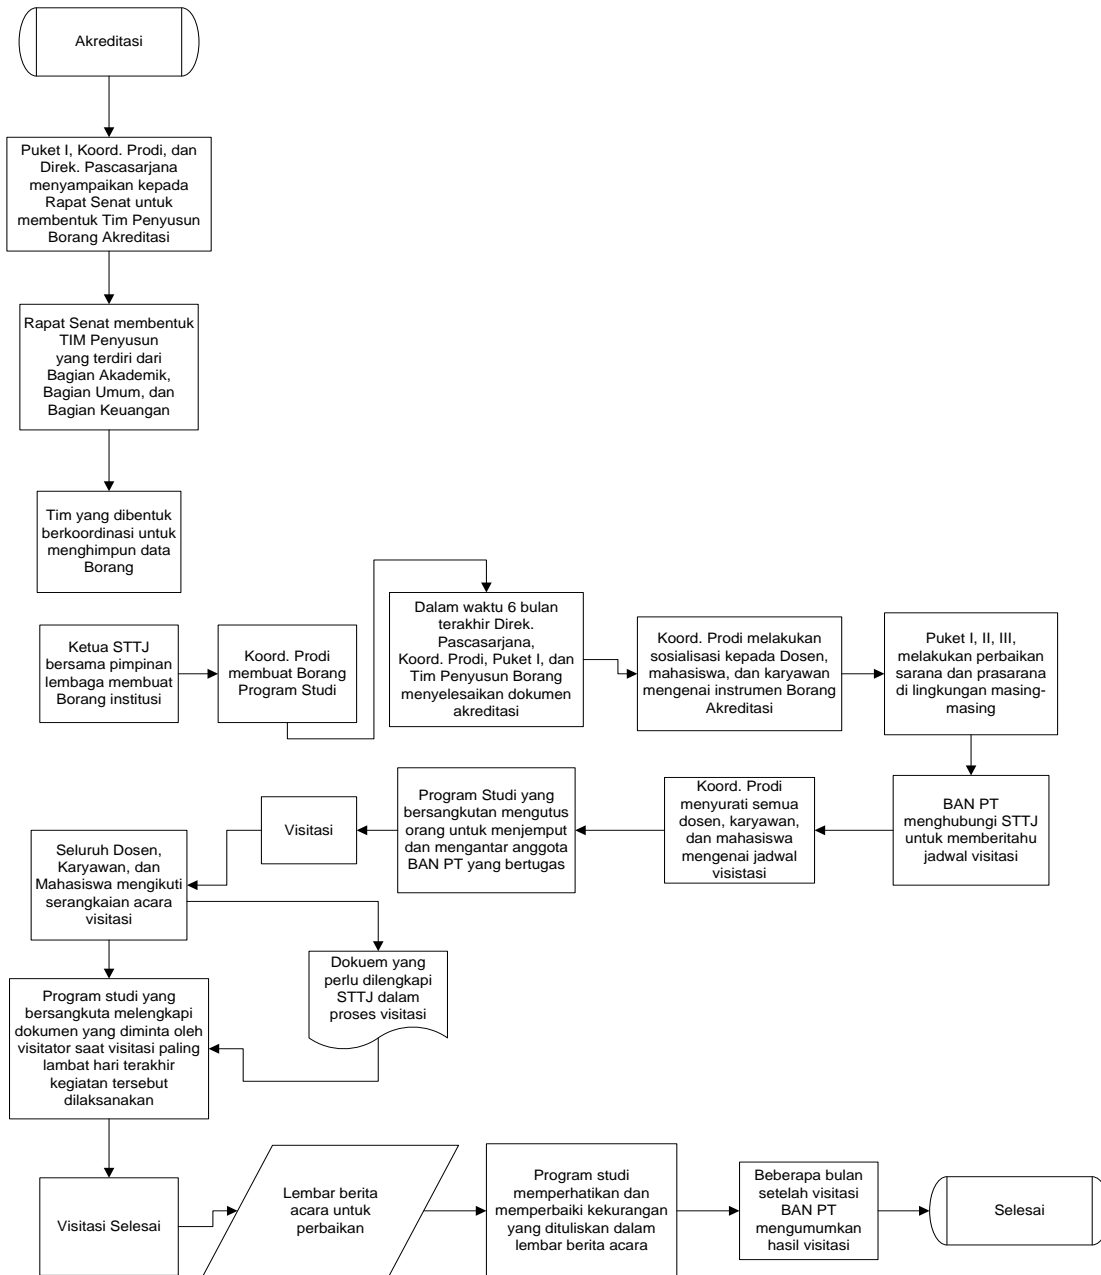 Akreditasi
Puket I, Koord. Prodi, dan
Direk. Pascasarjana
menyampaikan kepada
Rapat Senat untuk
membentuk Tim Penyusun
Borang Akreditasi
Rapat Senat membentuk
TIM Penyusun
yang terdiri dari
Bagian Akademik,
Bagian Umum, dan
Bagian Keuangan
Tim yang dibentuk
berkoordinasi untuk
menghimpun data
Borang
Ketua STTJ
bersama pimpinan
lembaga membuat
Borang institusi
Koord. Prodi
membuat Borang
Program Studi
Dalam waktu 6 bulan
terakhir Direk.
Pascasarjana,
Koord. Prodi, Puket I, dan
Tim Penyusun Borang
menyelesaikan dokumen
akreditasi
Koord. Prodi melakukan
sosialisasi kepada Dosen,
mahasiswa, dan karyawan
mengenai instrumen Borang
Akreditasi
Puket I, II, III,
melakukan perbaikan
sarana dan prasarana
di lingkungan masing-
masing
BAN PT
menghubungi STTJ
untuk memberitahu
jadwal visitasi
Koord. Prodi
menyurati semua
dosen, karyawan,
dan mahasiswa
mengenai jadwal
visistasi
Program Studi yang
bersangkutan mengutus
orang untuk menjemput
dan mengantar anggota
BAN PT yang bertugas
Visitasi
Seluruh Dosen,
Karyawan, dan
Mahasiswa mengikuti
serangkaian acara
visitasi
Dokuem yang
perlu dilengkapi
STTJ dalam
proses visitasi
Program studi yang
bersangkuta melengkapi
dokumen yang diminta oleh
visitator saat visitasi paling
lambat hari terakhir
kegiatan tersebut
dilaksanakan
Visitasi Selesai
Lembar berita
acara untuk
perbaikan
Program studi
memperhatikan dan
memperbaiki kekurangan
yang dituliskan dalam
lembar berita acara
Beberapa bulan
setelah visitasi
BAN PT
mengumumkan
hasil visitasi
Selesai